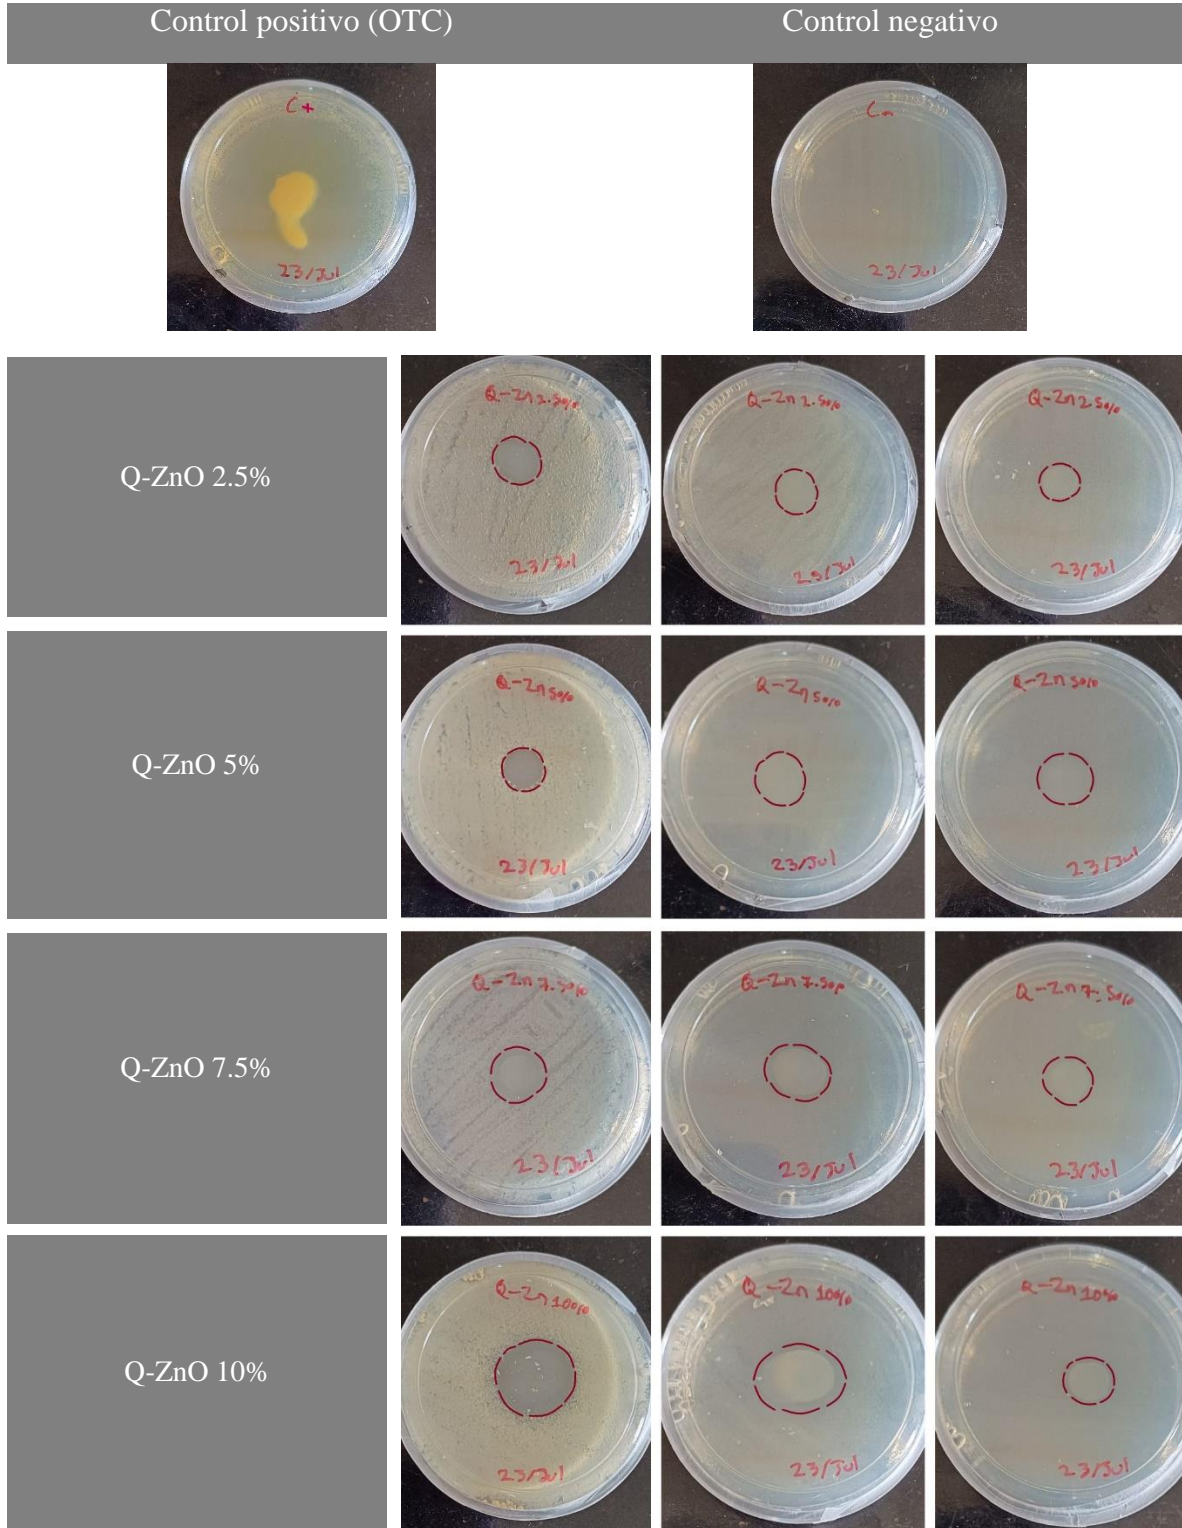 Control positivo (OTC)
Control negativo
C+
23/Jul
C-
23/Jul
Q-ZnO 2.5%
Q-Zn 2.5%
23/Jul
Q-Zn 2.5%
23/Jul
Q-Zn 2.5%
23/Jul
Q-ZnO 5%
Q-Zn 5%
23/Jul
Q-Zn 5%
23/Jul
Q-Zn 5%
23/Jul
Q-ZnO 7.5%
Q-Zn 7.5%
23/Jul
Q-Zn 7.5%
23/Jul
Q-Zn 7.5%
23/Jul
Q-ZnO 10%
Q-Zn 10%
23/Jul
Q-Zn 10%
23/Jul
Q-Zn 10%
23/Jul